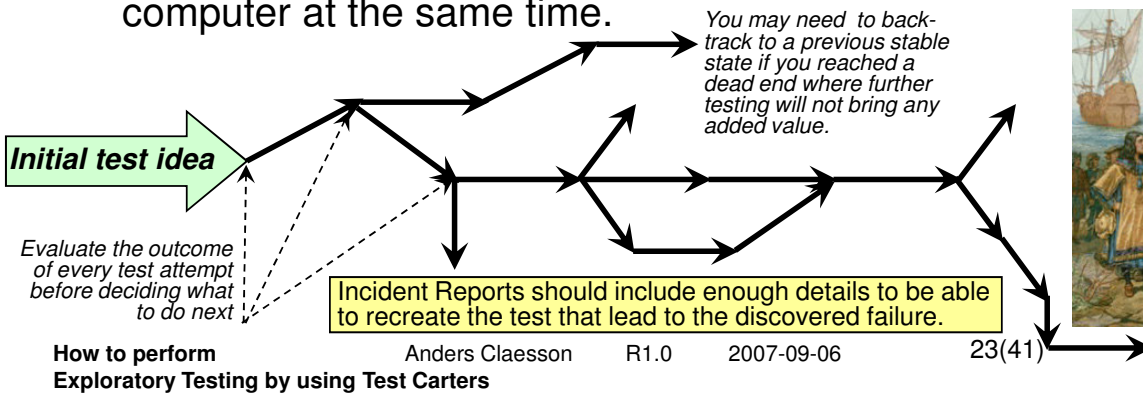 computer at the same time.
You may need to back-
track to a previous stable
state if you reached a
dead end where further
testing will not bring any
added value.
Initial test idea
Evaluate the outcome
of every test attempt
before deciding what
to do next
Incident Reports should include enough details to be able
to recreate the test that lead to the discovered failure.
How to perform
Exploratory Testing by using Test Carters
Anders Claesson R1.0 2007-09-06 23(41)